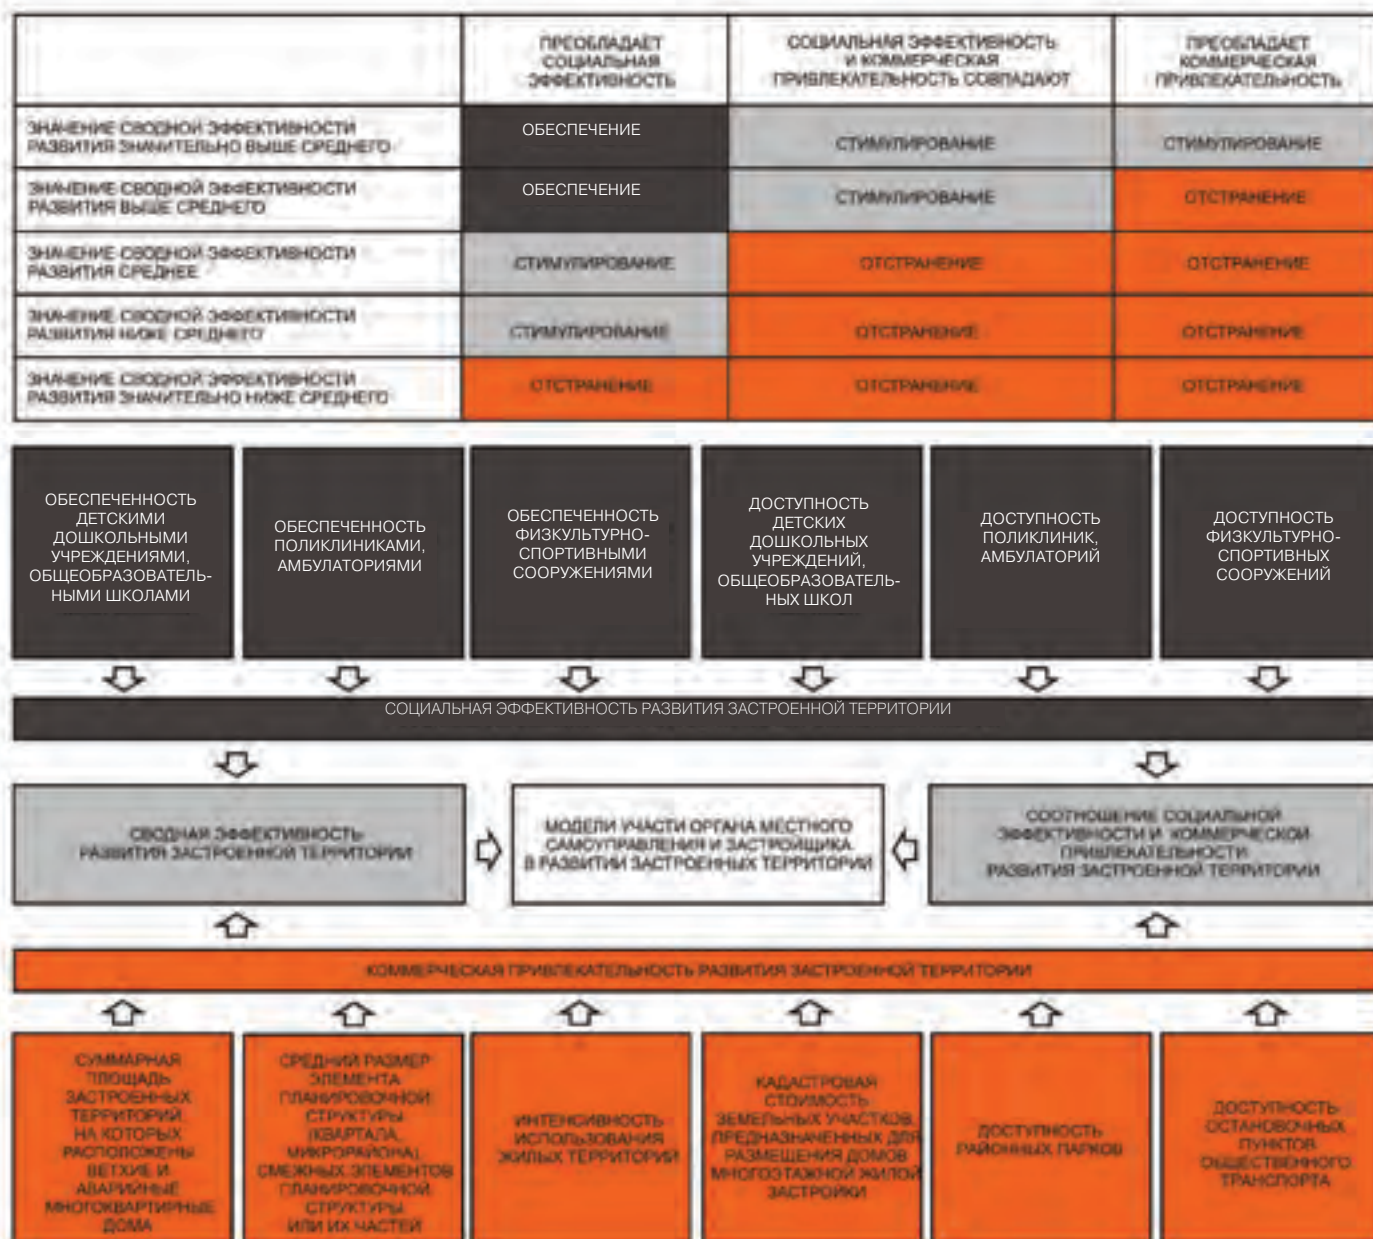 ПРЕОБЛАДАЕТ
СОЦИАЛЬНАЯ
ЭФФЕКТИВНОСТЬ
СОЦИАЛЬНАЯ ЭФФЕКТИВНОСТЬ
И КОММЕРЧЕСКАЯ
ПРИВЛЕКАТЕЛЬНОСТЬ СОВПАДАЮТ
ПРЕОБЛАДАЕТ
КОММЕРЧЕСКАЯ
ПРИВЛЕКАТЕЛЬНОСТЬ
ЗНАЧЕНИЕ СВОДНОЙ ЭФФЕКТИВНОСТИ
РАЗВИТИЯ ЗНАЧИТЕЛЬНО ВЫШЕ СРЕДНЕГО
ОБЕСПЕЧЕНИЕ
СТИМУЛИРОВАНИЕ
СТИМУЛИРОВАНИЕ
ЗНАЧЕНИЕ СВОДНОЙ ЭФФЕКТИВНОСТИ
РАЗВИТИЯ ВЫШЕ СРЕДНЕГО
ОБЕСПЕЧЕНИЕ
СТИМУЛИРОВАНИЕ
ОТСТРАНЕНИЕ
ЗНАЧЕНИЕ СВОДНОЙ ЭФФЕКТИВНОСТИ
РАЗВИТИЯ СРЕДНЕЕ
СТИМУЛИРОВАНИЕ
ОТСТРАНЕНИЕ
ОТСТРАНЕНИЕ
ЗНАЧЕНИЕ СВОДНОЙ ЭФФЕКТИВНОСТИ
РАЗВИТИЯ НИЖЕ СРЕДНЕГО
СТИМУЛИРОВАНИЕ
ОТСТРАНЕНИЕ
ОТСТРАНЕНИЕ
ЗНАЧЕНИЕ СВОДНОЙ ЭФФЕКТИВНОСТИ
РАЗВИТИЯ ЗНАЧИТЕЛЬНО НИЖЕ СРЕДНЕГО
ОТСТРАНЕНИЕ
ОТСТРАНЕНИЕ
ОТСТРАНЕНИЕ
ОБЕСПЕЧЕННОСТЬ
ДЕТСКИМИ
ДОШКОЛЬНЫМИ
УЧРЕЖДЕНИЯМИ,
ОБЩЕОБРАЗОВАТЕЛЬ-
НЫМИ ШКОЛАМИ
ОБЕСПЕЧЕННОСТЬ
ПОЛИКЛИНИКАМИ,
АМБУЛАТОРИЯМИ
ОБЕСПЕЧЕННОСТЬ
ФИЗКУЛЬТУРНО-
СПОРТИВНЫМИ
СООРУЖЕНИЯМИ
ДОСТУПНОСТЬ
ДЕТСКИХ
ДОШКОЛЬНЫХ
УЧРЕЖДЕНИЙ,
ОБЩЕОБРАЗОВАТЕЛЬ-
НЫХ ШКОЛ
ДОСТУПНОСТЬ
ПОЛИКЛИНИК,
АМБУЛАТОРИЙ
ДОСТУПНОСТЬ
ФИЗКУЛЬТУРНО-
СПОРТИВНЫХ
СООРУЖЕНИЙ
СОЦИАЛЬНАЯ ЭФФЕКТИВНОСТЬ РАЗВИТИЯ ЗАСТРОЕННОЙ ТЕРРИТОРИИ
СВОДНАЯ ЭФФЕКТИВНОСТЬ
РАЗВИТИЯ ЗАСТРОЕННОЙ ТЕРРИТОРИИ
МОДЕЛИ УЧАСТИ ОРГАНА МЕСТНОГО
САМОУПРАВЛЕНИЯ И ЗАСТРОЙЩИКА
В РАЗВИТИИ ЗАСТРОЕННЫХ ТЕРРИТОРИИ
СООТНОШЕНИЕ СОЦИАЛЬНОЙ
ЭФФЕКТИВНОСТИ И КОММЕРЧЕСКОЙ
ПРИВЛЕКАТЕЛЬНОСТИ
РАЗВИТИЯ ЗАСТРОЕННОЙ ТЕРРИТОРИИ
КОММЕРЧЕСКАЯ ПРИВЛЕКАТЕЛЬНОСТЬ РАЗВИТИЯ ЗАСТРОЕННОЙ ТЕРРИТОРИИ
СУММАРНАЯ
ПЛОЩАДЬ
ЗАСТРОЕННЫХ
ТЕРРИТОРИЙ,
НА КОТОРЫХ
РАСПОЛОЖЕНЫ
ВЕТХИЕ И
АВАРИЙНЫЕ
МНОГОКВАРТИРНЫЕ
ДОМА
СРЕДНИЙ РАЗМЕР
ЭЛЕМЕНТА
ПЛАНИРОВОЧНОЙ
СТРУКТУРЫ
(КВАРТАЛА,
МИКРОРАЙОНА),
СМЕЖНЫХ ЭЛЕМЕНТОВ
ПЛАНИРОВОЧНОЙ
СТРУКТУРЫ
ИЛИ ИХ ЧАСТЕЙ
ИНТЕНСИВНОСТЬ
ИСПОЛЬЗОВАНИЯ
ЖИЛЫХ ТЕРРИТОРИЙ
КАДАСТРОВАЯ
СТОИМОСТЬ
ЗЕМЕЛЬНЫХ УЧАСТКОВ,
ПРЕДНАЗНАЧЕННЫХ ДЛЯ
РАЗМЕЩЕНИЯ ДОМОВ
МНОГОЭТАЖНОЙ ЖИЛОЙ
ЗАСТРОЙКИ
ДОСТУПНОСТЬ
РАЙОННЫХ ПАРКОВ
ДОСТУПНОСТЬ
ОСТАНОВОЧНЫХ
ПУНКТОВ
ОБЩЕСТВЕННОГО
ТРАНСПОРТА